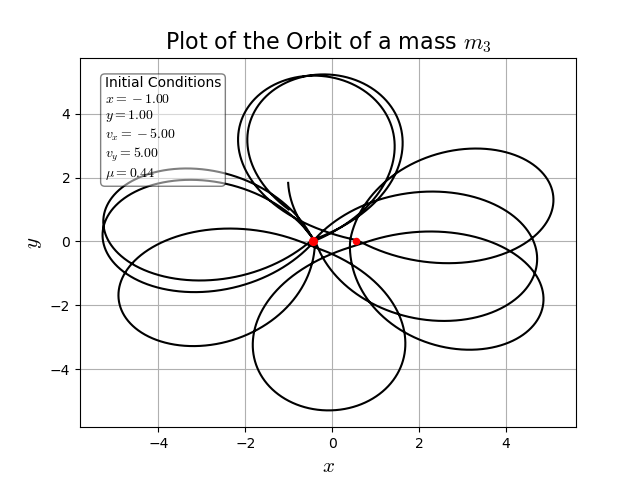 Plot of the Orbit of a mass m₃
Initial Conditions
x = −1.00
y = 1.00
vₓ = −5.00
v_y = 5.00
μ = 0.44
4
2
0
−2
−4
y
−4
−2
0
2
4
x